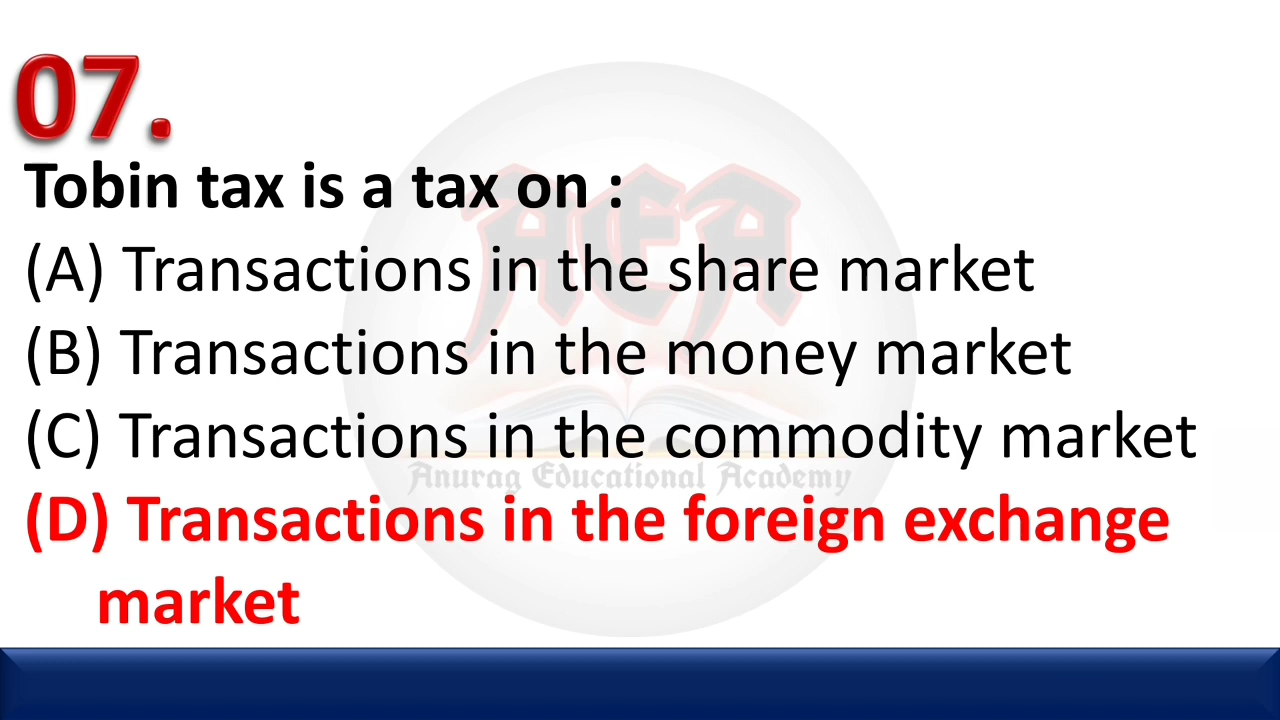 07.
Tobin tax is a tax on :
(A) Transactions in the share market
(B) Transactions in the money market
(C) Transactions in the commodity market
(D) Transactions in the foreign exchange
market
AEA
Anurag Educational Academy